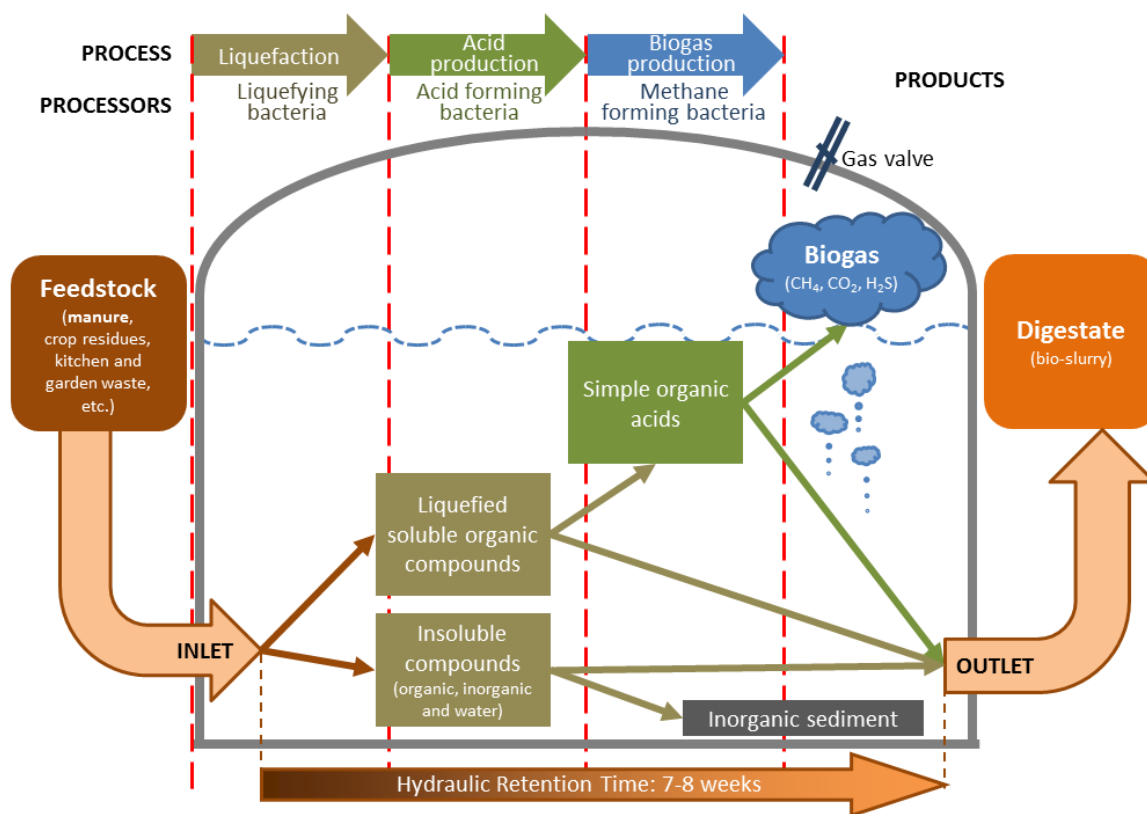 PROCESS
Liquefaction
Acid
production
Biogas
production
PRODUCTS
PROCESSORS
Liquefying
bacteria
Acid forming
bacteria
Methane
forming bacteria
Gas valve
Feedstock
(manure,
crop residues,
kitchen and
garden waste,
etc.)
Biogas
(CH₄, CO₂, H₂S)
Digestate
(bio-slurry)
Simple organic
acids
Liquefied
soluble organic
compounds
INLET
Insoluble
compounds
(organic, inorganic
and water)
OUTLET
Inorganic sediment
Hydraulic Retention Time: 7-8 weeks